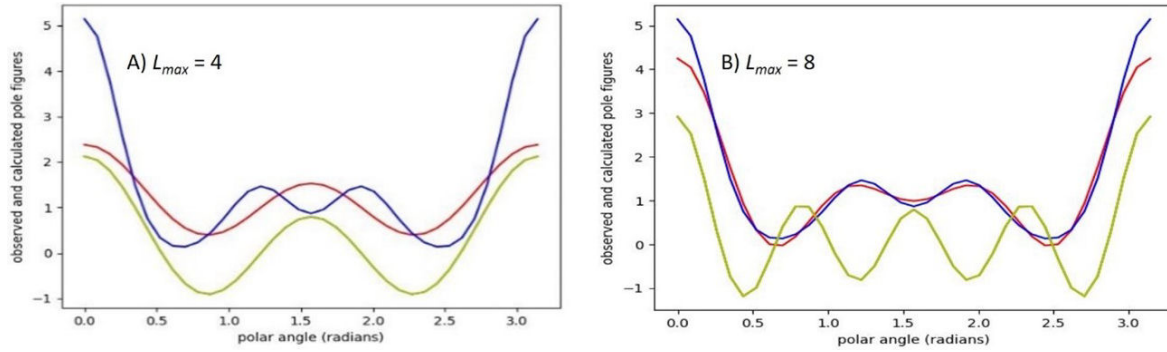 A) Lmax = 4
observed and calculated pole figures
5
4
3
2
1
0
−1
0.0 0.5 1.0 1.5 2.0 2.5 3.0
polar angle (radians)
B) Lmax = 8
observed and calculated pole figures
5
4
3
2
1
0
−1
0.0 0.5 1.0 1.5 2.0 2.5 3.0
polar angle (radians)